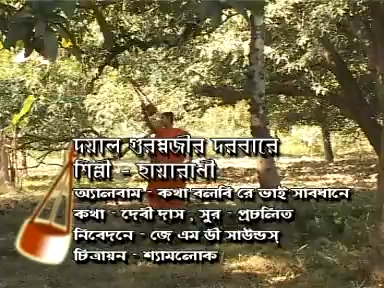 দয়াল গুরুজীর দরবারে
শিল্পী - ছায়ারাণী
অ্যালবাম - কথা বলবি রে ভাই সাবধানে
কথা - দেবী দাস , সুর - প্রচলিত
নিবেদনে - জে এম ডী সাউন্ডস্
চিত্রায়ন - শ্যামলোক